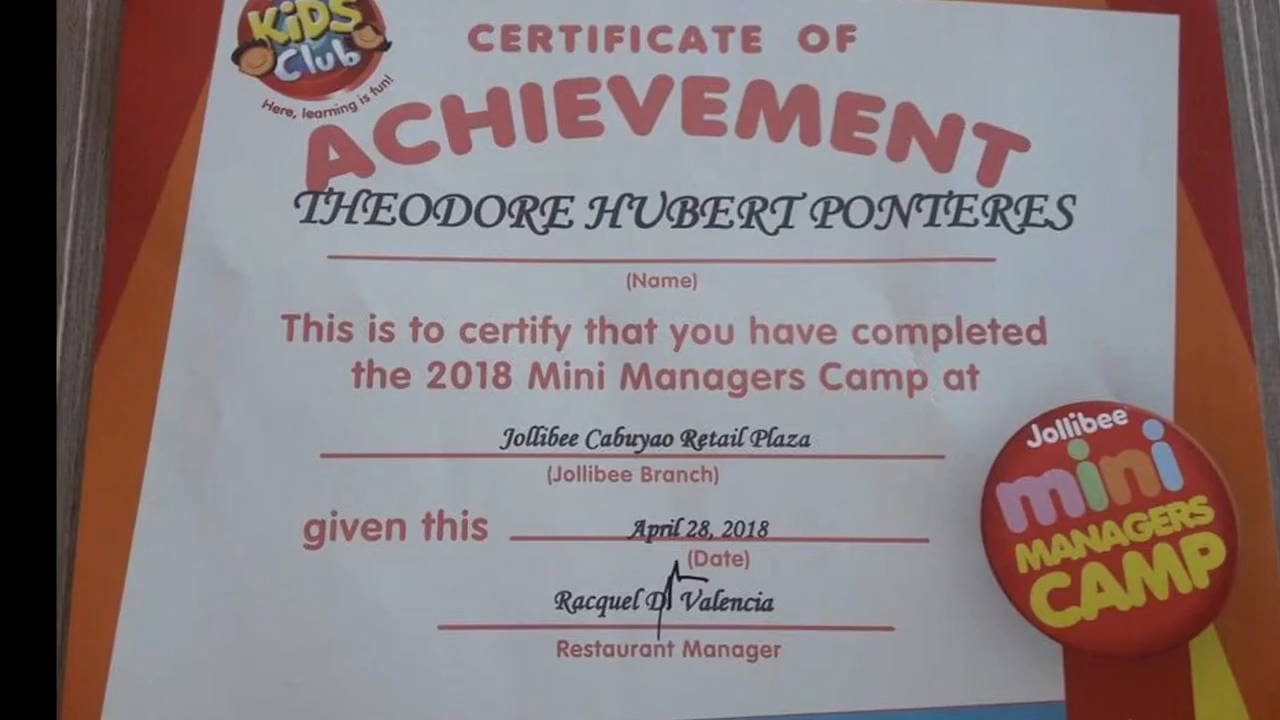 KiDS
Club
Here, learning is fun!
CERTIFICATE OF
ACHIEVEMENT
THEODORE HUBERT PONTERES
(Name)
This is to certify that you have completed
the 2018 Mini Managers Camp at
Jollibee Cabuyao Retail Plaza
(Jollibee Branch)
given this April 28, 2018
(Date)
Racquel D. Valencia
Restaurant Manager
Jollibee
mini
MANAGERS
CAMP